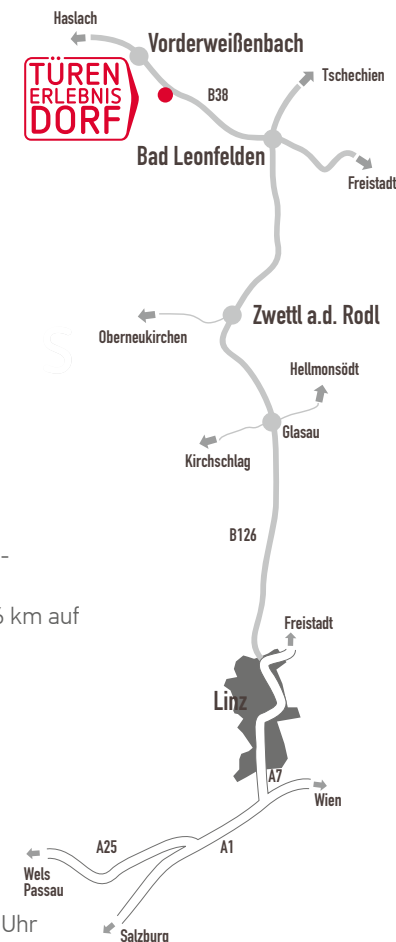 Haslach
Vorderweißenbach
TÜREN
ERLEBNIS
DORF
B38
Tschechien
Bad Leonfelden
Freistadt
S
Zwettl a.d. Rodl
Oberneukirchen
Hellmonsödt
Glasau
Kirchschlag
B126
-
km auf
Freistadt
Linz
A7
Wien
A25
A1
Wels
Passau
Uhr
Salzburg